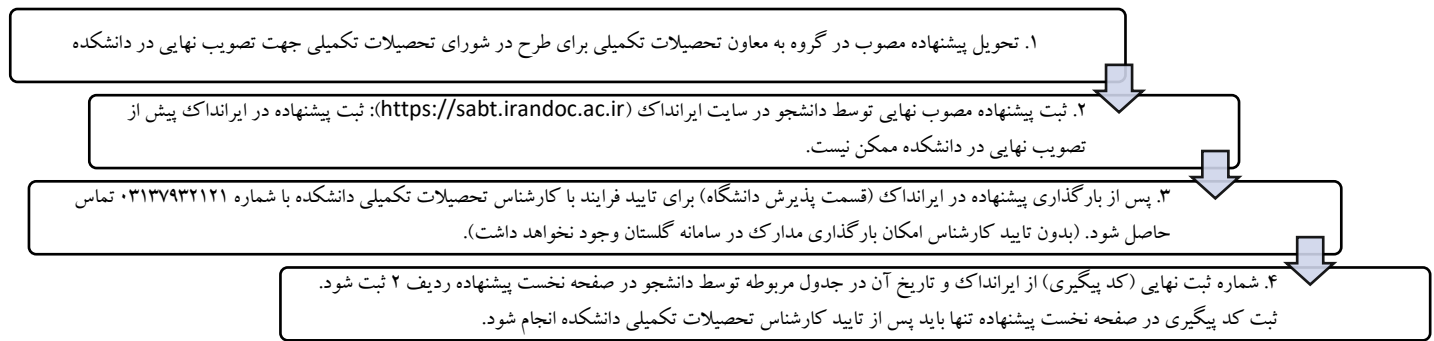 ۱. تحویل پیشنهاده مصوب در گروه به معاون تحصیلات تکمیلی برای طرح در شورای تحصیلات تکمیلی جهت تصویب نهایی در دانشکده
۲. ثبت پیشنهاده مصوب نهایی توسط دانشجو در سایت ایرانداک (https://sabt.irandoc.ac.ir): ثبت پیشنهاده در ایرانداک پیش از
تصویب نهایی در دانشکده ممکن نیست.
۳. پس از بارگذاری پیشنهاده در ایرانداک (قسمت پذیرش دانشگاه) برای تایید فرایند با کارشناس تحصیلات تکمیلی دانشکده با شماره ۰۳۱۳۷۹۳۲۱۲۱ تماس
حاصل شود. (بدون تایید کارشناس امکان بارگذاری مدارک در سامانه گلستان وجود نخواهد داشت).
۴. شماره ثبت نهایی (کد پیگیری) از ایرانداک و تاریخ آن در جدول مربوطه توسط دانشجو در صفحه نخست پیشنهاده ردیف ۲ ثبت شود.
ثبت کد پیگیری در صفحه نخست پیشنهاده تنها باید پس از تایید کارشناس تحصیلات تکمیلی دانشکده انجام شود.